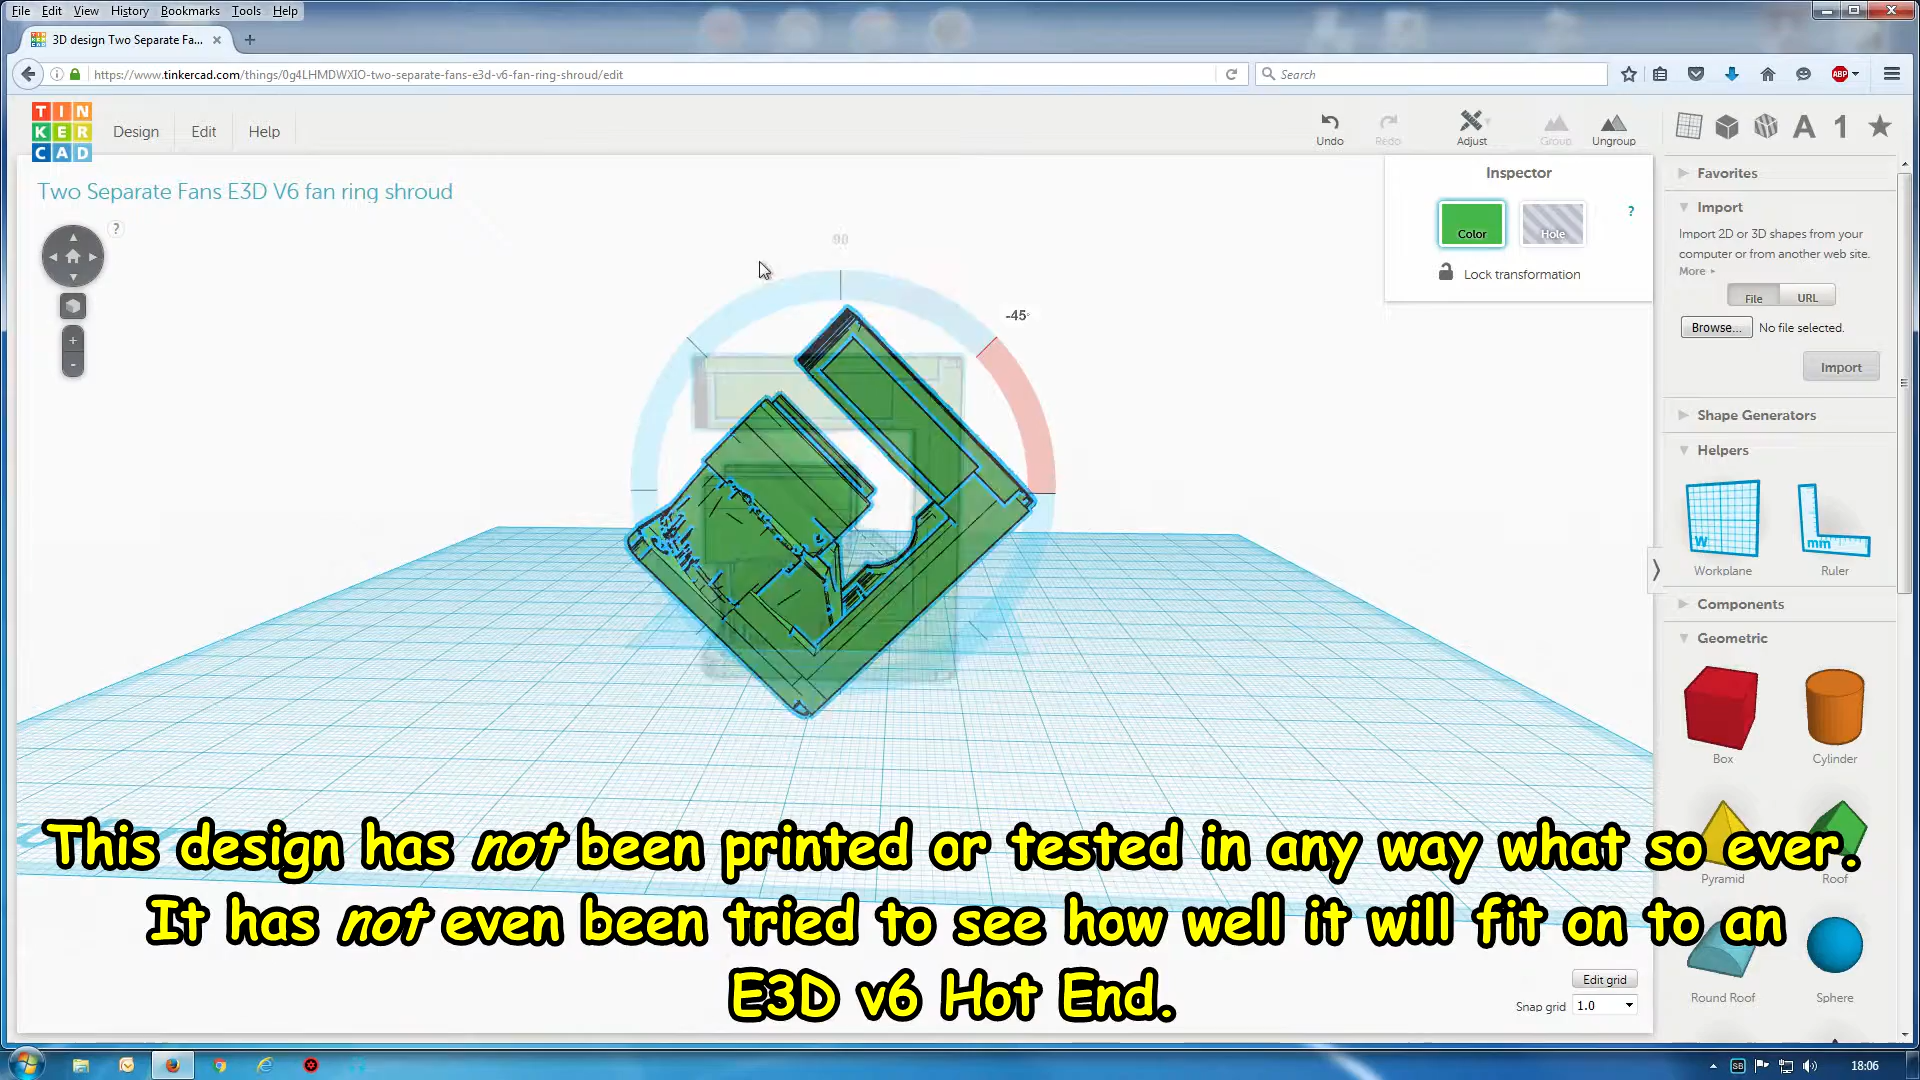 File Edit View History Bookmarks Tools Help
3D design Two Separate Fa...
https://www.tinkercad.com/things/0g4LHMDWXIO-two-separate-fans-e3d-v6-fan-ring-shroud/edit
Search
ABP
TIN
KER
CAD
Design Edit Help
Undo Redo Adjust Group Ungroup
A 1
Two Separate Fans E3D V6 fan ring shroud
?
+
-
90
-45°
Inspector
Color
Hole
?
Lock transformation
Favorites
Import
Import 2D or 3D shapes from your
computer or from another web site.
More
File URL
Browse... No file selected.
Import
Shape Generators
Helpers
W
mm
Workplane Ruler
Components
Geometric
Box Cylinder
Pyramid Roof
Round Roof Sphere
This design has not been printed or tested in any way what so ever.
It has not even been tried to see how well it will fit on to an
E3D v6 Hot End.
Edit grid
Snap grid 1.0
SB
18:06